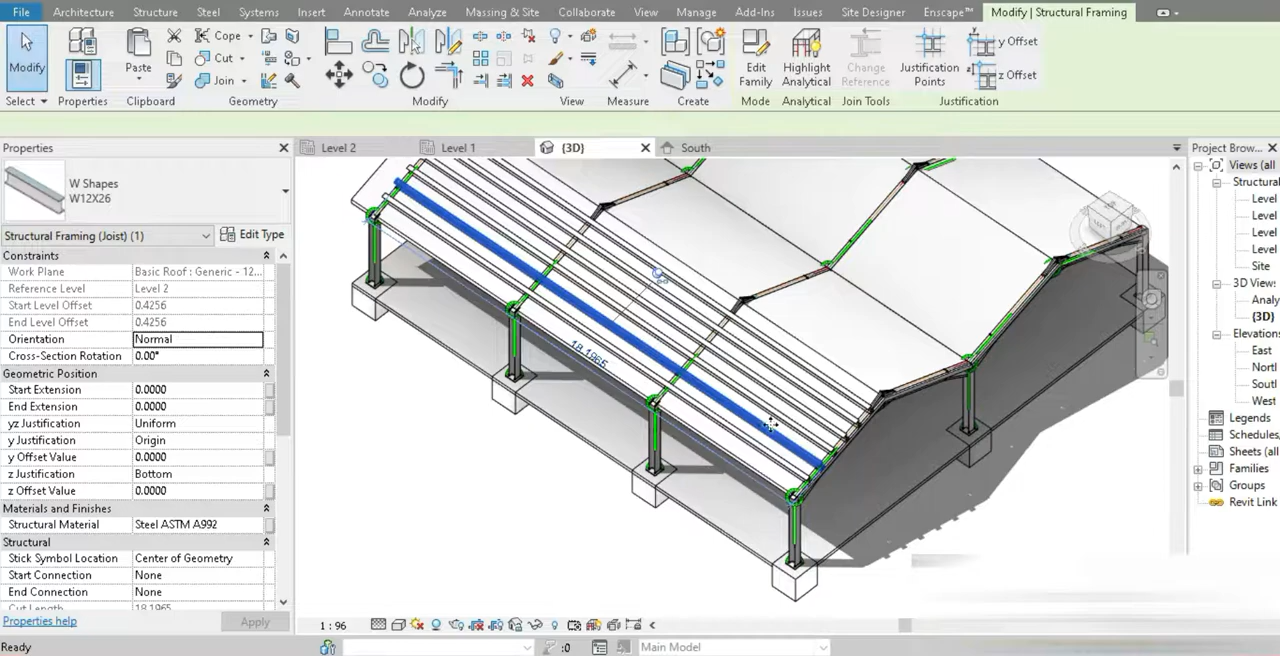 File Architecture Structure Steel Systems Insert Annotate Analyze Massing & Site Collaborate View Manage Add-Ins Issues Site Designer Enscape™ Modify | Structural Framing
Modify
Paste
Cope
Cut
Join
Edit Family
Highlight Analytical
Change Reference
Justification Points
y Offset
z Offset
Select Properties Clipboard Geometry Modify View Measure Create Mode Analytical Join Tools Justification
Properties
Level 2 Level 1 {3D} South
Project Brow...
W Shapes
W12X26
Structural Framing (Joist) (1) Edit Type
Constraints
Work Plane Basic Roof : Generic - 12...
Reference Level Level 2
Start Level Offset 0.4256
End Level Offset 0.4256
Orientation Normal
Cross-Section Rotation 0.00°
Geometric Position
Start Extension 0.0000
End Extension 0.0000
yz Justification Uniform
y Justification Origin
y Offset Value 0.0000
z Justification Bottom
z Offset Value 0.0000
Materials and Finishes
Structural Material Steel ASTM A992
Structural
Stick Symbol Location Center of Geometry
Start Connection None
End Connection None
Cut Length 18.1965
Properties help Apply
18.1965
Views (all
Structural
Level
Level
Level
Level
Site
3D View:
Analy
{3D}
Elevations
East
Nortl
Soutl
West
Legends
Schedules,
Sheets (all
Families
Groups
Revit Link
1 : 96
Ready
:0
Main Model